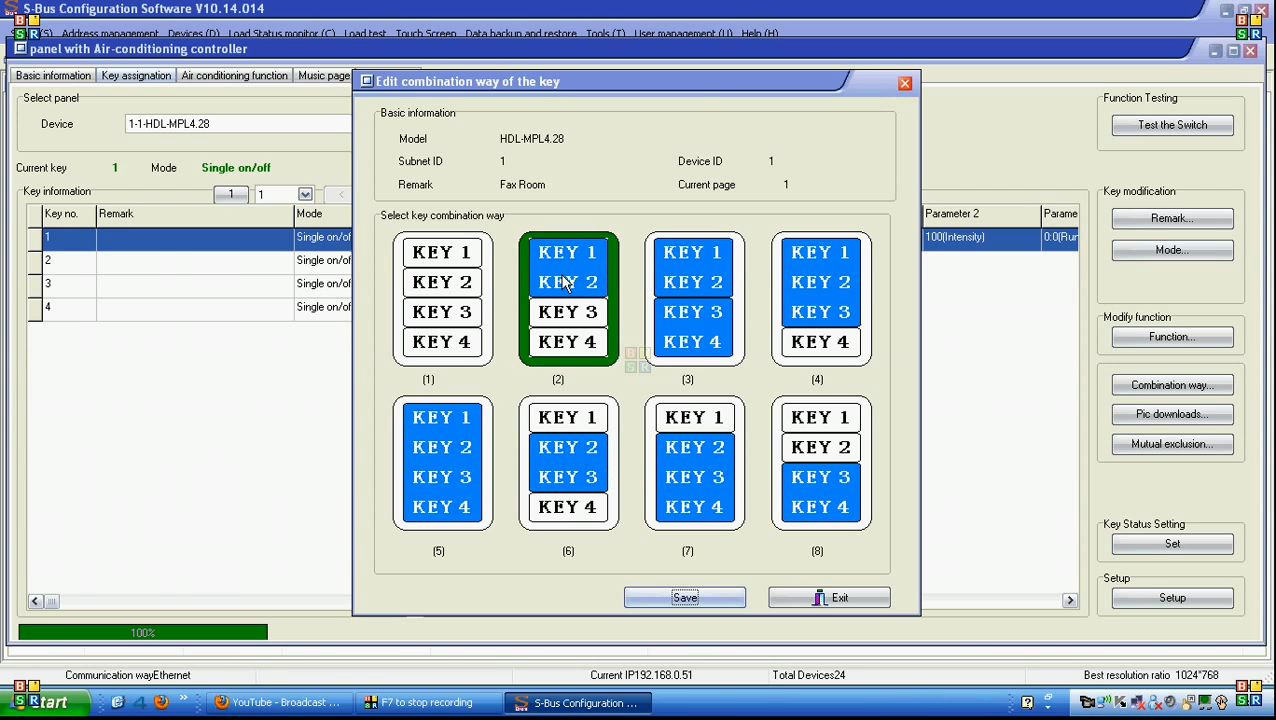 S-Bus Configuration Software V10.14.014
Address management Devices (D) Load Status monitor (C) Load test Touch Screen Data backup and restore Tools (T) User management (U) Help (H)
panel with Air-conditioning controller
Basic information Key assignation Air conditioning function Music page
Select panel
Device 1-1-HDL-MPL4.28
Current key 1 Mode Single on/off
Key information 1 1
Key no. Remark Mode Parameter 2
1 Single on/of 100(Intensity)
2 Single on/of
3 Single on/of
4 Single on/of
100%
Edit combination way of the key
Basic information
Model HDL-MPL4.28
Subnet ID 1 Device ID 1
Remark Fax Room Current page 1
Select key combination way
KEY 1 KEY 1 KEY 1 KEY 1
KEY 2 KEY 2 KEY 2 KEY 2
KEY 3 KEY 3 KEY 3 KEY 3
KEY 4 KEY 4 KEY 4 KEY 4
(1) (2) (3) (4)
KEY 1 KEY 1 KEY 1 KEY 1
KEY 2 KEY 2 KEY 2 KEY 2
KEY 3 KEY 3 KEY 3 KEY 3
KEY 4 KEY 4 KEY 4 KEY 4
(5) (6) (7) (8)
Save Exit
Function Testing
Test the Switch
Key modification
Remark...
Mode...
Modify function
Function...
Combination way...
Pic downloads...
Mutual exclusion...
Key Status Setting
Set
Setup
Setup
Communication wayEthernet Current IP192.168.0.51 Total Devices24 Best resolution ratio 1024*768
YouTube - Broadcast ... F7 to stop recording S-Bus Configuration ...